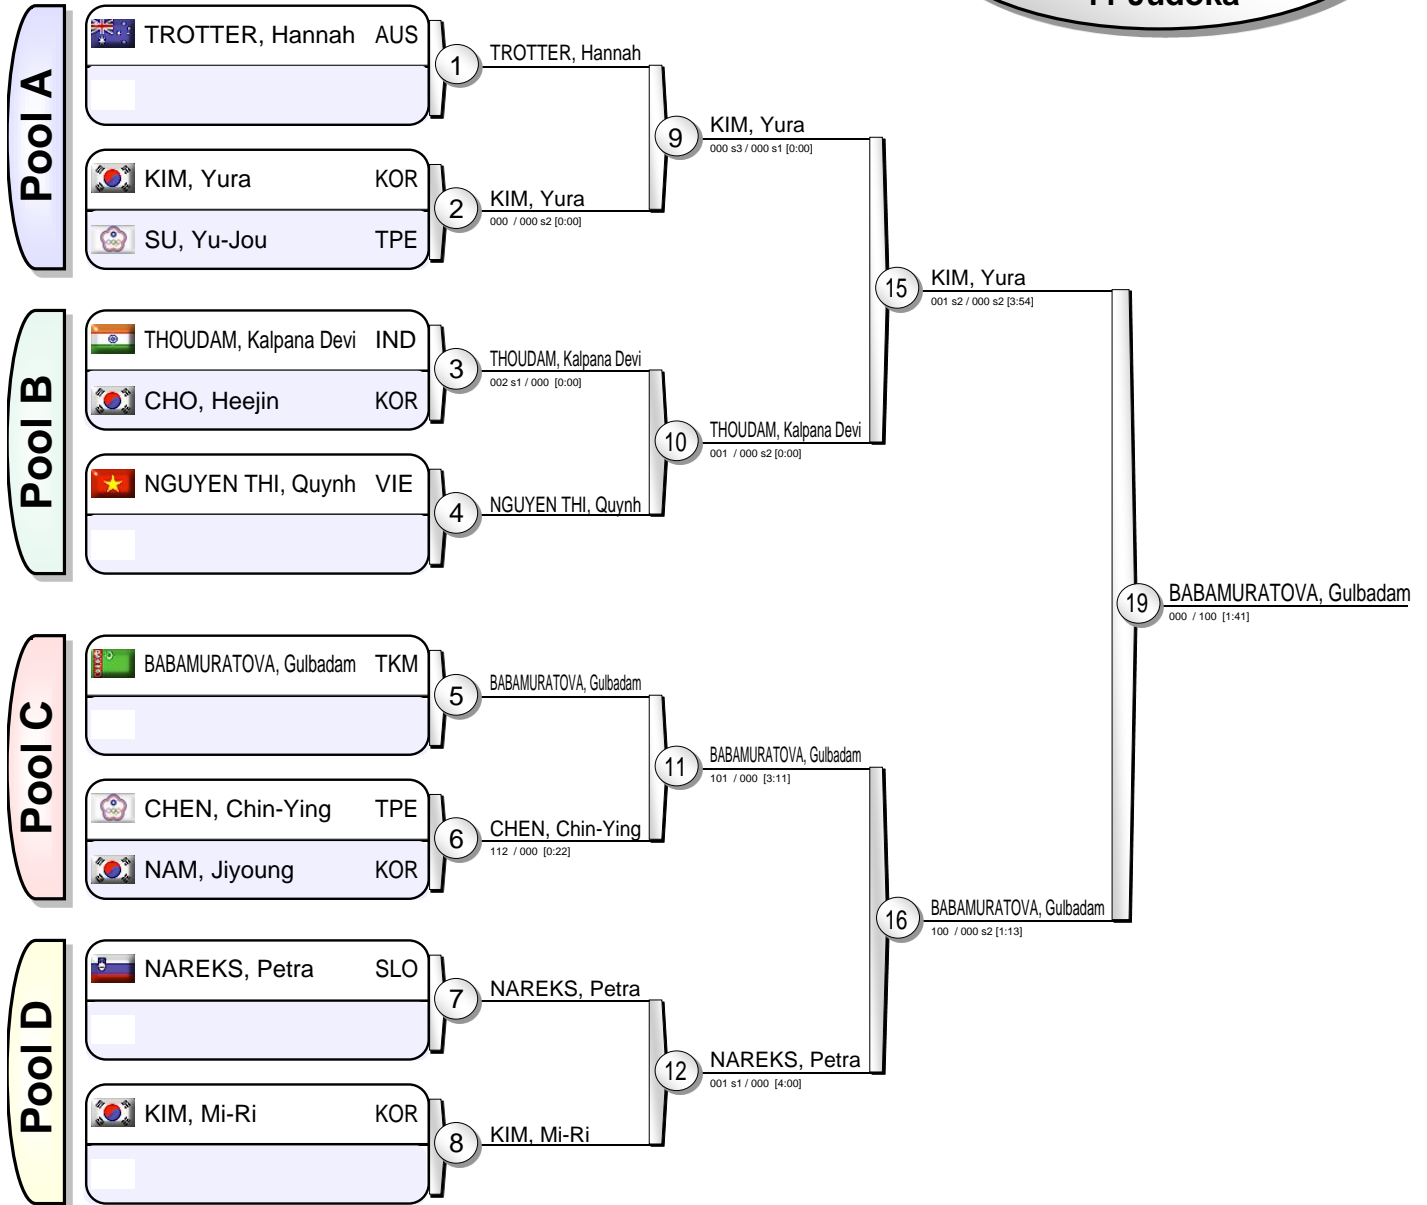 11 Judoka
Pool A
TROTTER, Hannah AUS
KIM, Yura KOR
SU, Yu-Jou TPE
Pool B
THOUDAM, Kalpana Devi IND
CHO, Heejin KOR
NGUYEN THI, Quynh VIE
Pool C
BABAMURATOVA, Gulbadam TKM
CHEN, Chin-Ying TPE
NAM, Jiyoung KOR
Pool D
NAREKS, Petra SLO
KIM, Mi-Ri KOR
1 TROTTER, Hannah
2 KIM, Yura
000 / 000 s2 [0:00]
3 THOUDAM, Kalpana Devi
002 s1 / 000 [0:00]
4 NGUYEN THI, Quynh
5 BABAMURATOVA, Gulbadam
6 CHEN, Chin-Ying
112 / 000 [0:22]
7 NAREKS, Petra
8 KIM, Mi-Ri
9 KIM, Yura
000 s3 / 000 s1 [0:00]
10 THOUDAM, Kalpana Devi
001 / 000 s2 [0:00]
11 BABAMURATOVA, Gulbadam
101 / 000 [3:11]
12 NAREKS, Petra
001 s1 / 000 [4:00]
15 KIM, Yura
001 s2 / 000 s2 [3:54]
16 BABAMURATOVA, Gulbadam
100 / 000 s2 [1:13]
19 BABAMURATOVA, Gulbadam
000 / 100 [1:41]